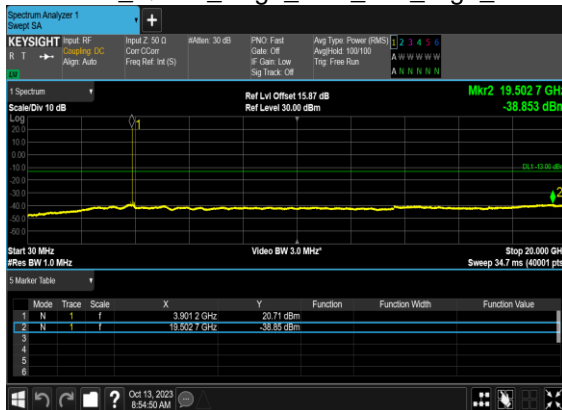 Spectrum Analyzer 1
Swept SA
+
KEYSIGHT Input: RF Input Z: 50 Ω #Atten: 30 dB PNO: Fast Avg Type: Power (RMS) 1 2 3 4 5 6
R T Coupling: DC Corr CCorr Gate: Off Avg|Hold: 100/100 A W W W W W
Align: Auto Freq Ref: Int (S) IF Gain: Low Trig: Free Run
LXI Sig Track: Off A N N N N N
1 Spectrum Ref Lvl Offset 15.87 dB Mkr2 19.502 7 GHz
Scale/Div 10 dB Ref Level 30.00 dBm -38.853 dBm
Log
20.0
1
10.0
0.00
-10.0
DL1 -13.00 dBm
-20.0
-30.0
2
-40.0
-50.0
-60.0
Start 30 MHz Video BW 3.0 MHz* Stop 20.000 GHz
#Res BW 1.0 MHz Sweep 34.7 ms (40001 pts)
5 Marker Table
Mode Trace Scale X Y Function Function Width Function Value
1 N 1 f 3.901 2 GHz 20.71 dBm
2 N 1 f 19.502 7 GHz -38.85 dBm
3
4
5
6
? Oct 13, 2023
8:54:50 AM